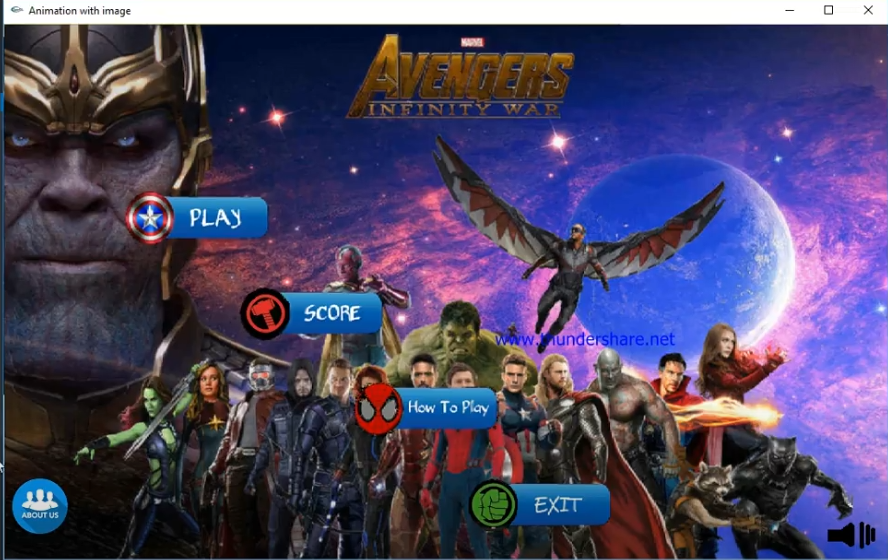 Animation with image
MARVEL
AVENGERS
INFINITY WAR
PLAY
SCORE
www.thundershare.net
How To Play
EXIT
ABOUT US